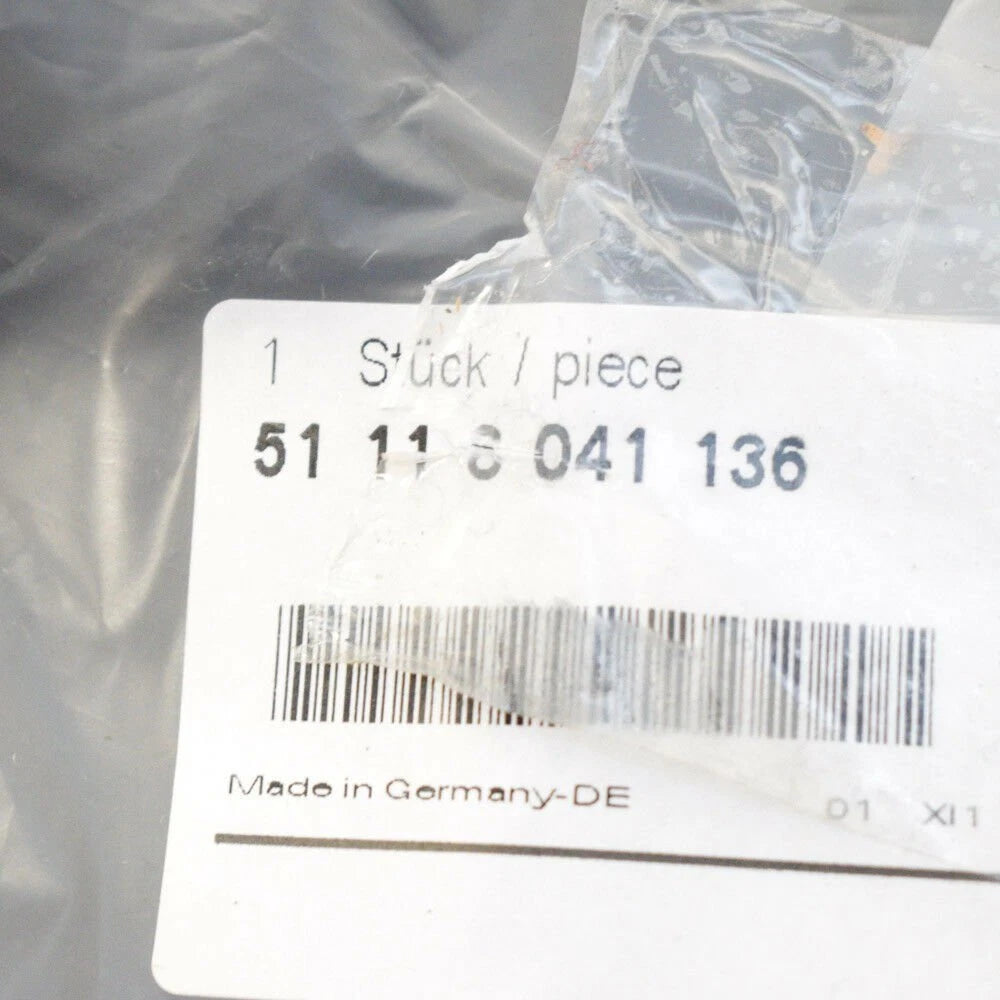 1 Stück / piece
51 11 8 041 136
Made in Germany-DE
01 XI1